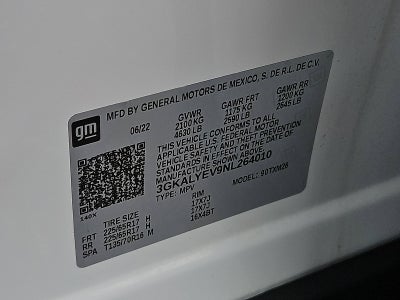 gm
MFD BY GENERAL MOTORS DE MEXICO, S. DE R.L. DE C.V.
06/22 GVWR GAWR FRT GAWR RR
2100 KG 1175 KG 1200 KG
4630 LB 2590 LB 2645 LB
THIS VEHICLE CONFORMS TO ALL
APPLICABLE U.S. FEDERAL MOTOR
VEHICLE SAFETY AND THEFT PREVENTION
STANDARDS IN EFFECT ON THE DATE OF
MANUFACTURE SHOWN ABOVE.
3GKALYEV9NL264010
TYPE: MPV MODEL:
140X
TIRE SIZE RIM
FRT 225/65R17 H 17X7J
RR 225/65R17 H 17X7J
SPA T135/70R16 M 16X4BT